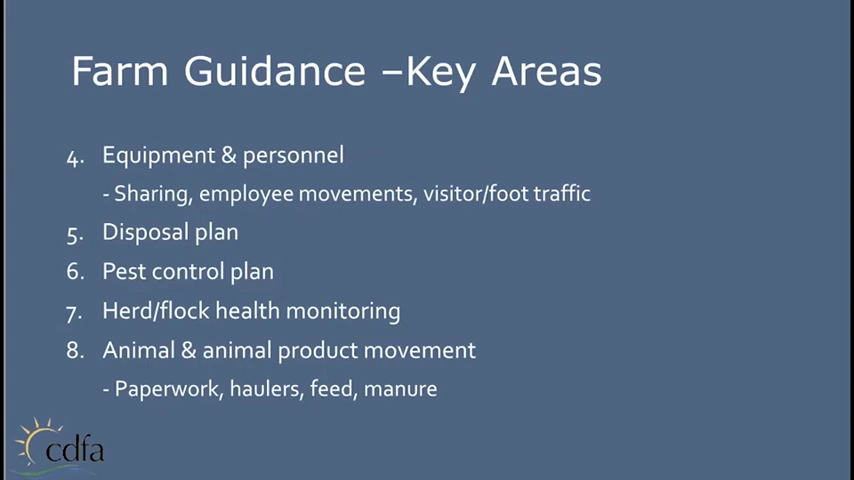 Farm Guidance –Key Areas
4. Equipment & personnel
- Sharing, employee movements, visitor/foot traffic
5. Disposal plan
6. Pest control plan
7. Herd/flock health monitoring
8. Animal & animal product movement
- Paperwork, haulers, feed, manure
cdfa